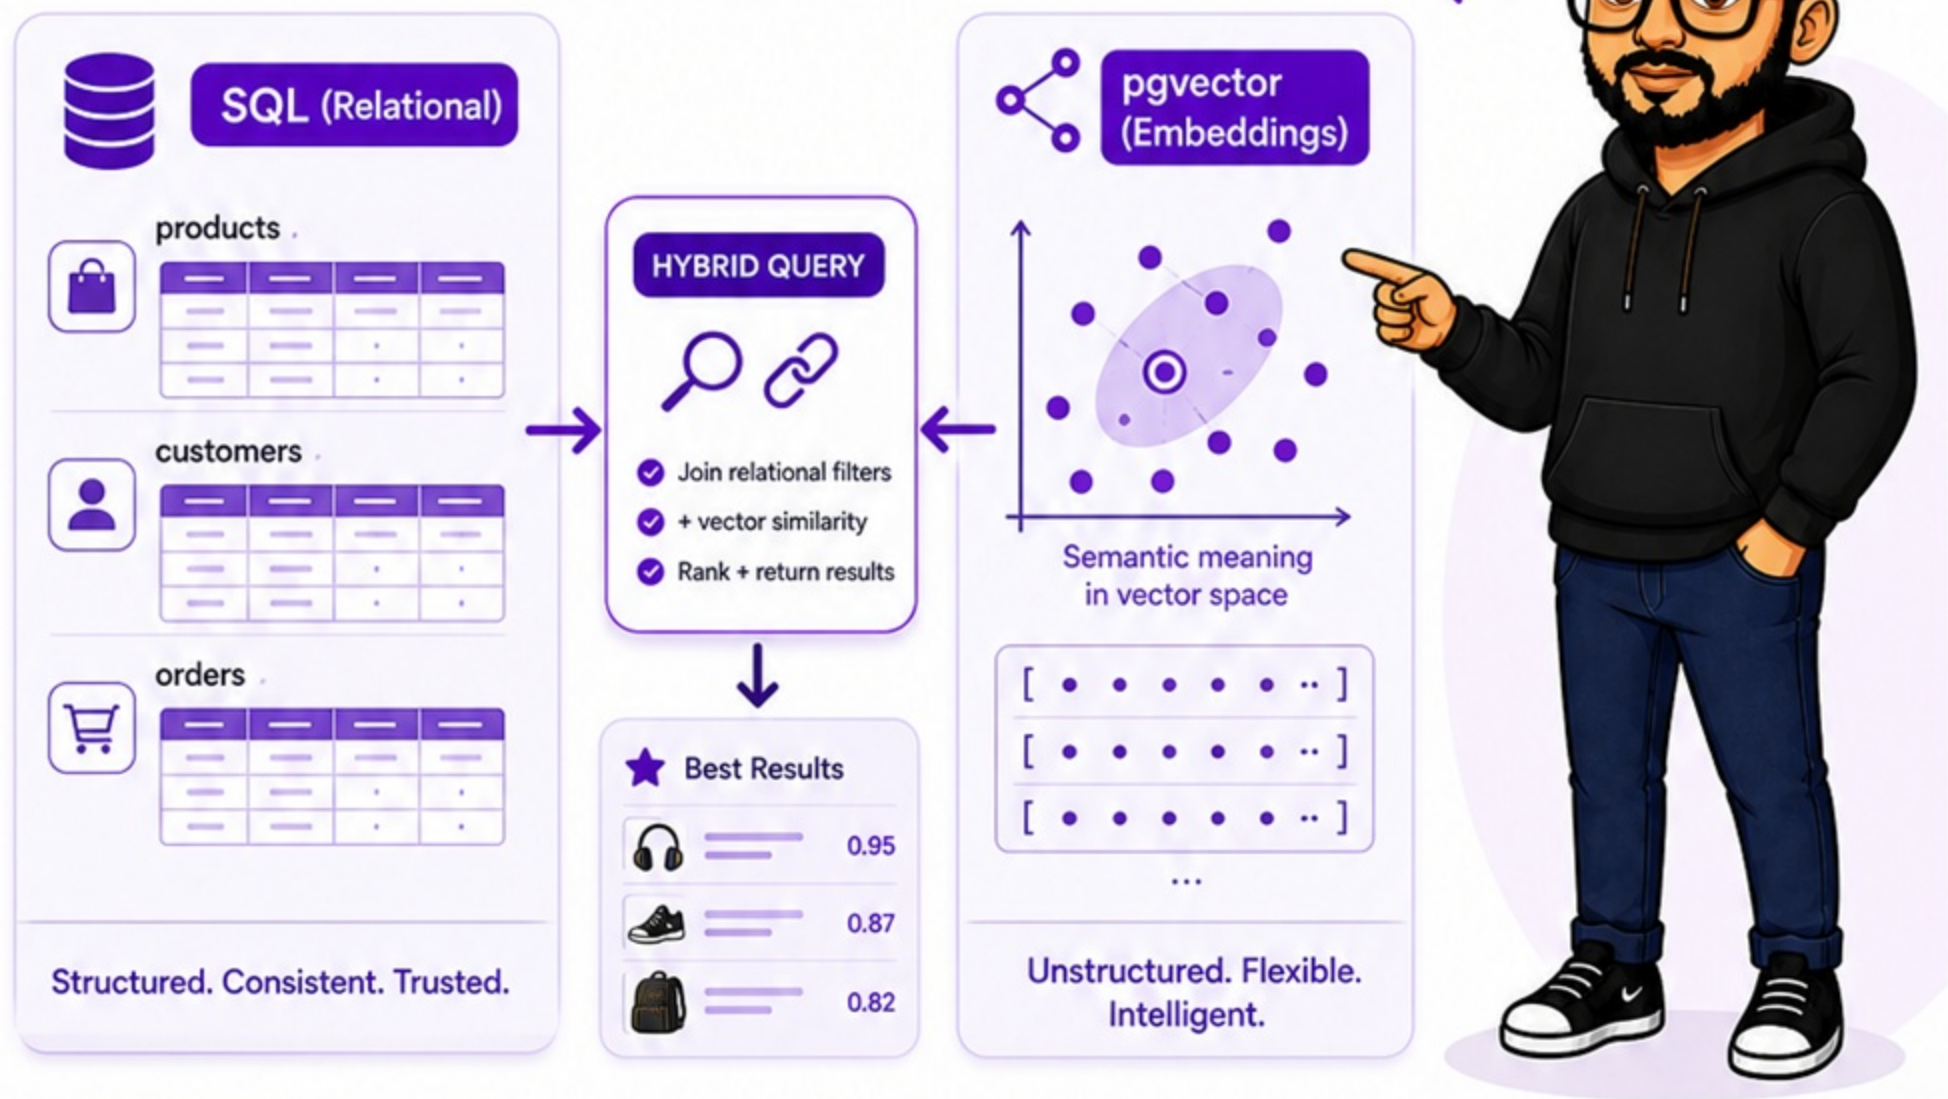 SQL (Relational)
products
customers
orders
Structured. Consistent. Trusted.
HYBRID QUERY
Join relational filters
+ vector similarity
Rank + return results
Best Results
0.95
0.87
0.82
pgvector
(Embeddings)
Semantic meaning
in vector space
[ • • • • • •• ]
[ • • • • • •• ]
[ • • • • • •• ]
...
Unstructured. Flexible.
Intelligent.